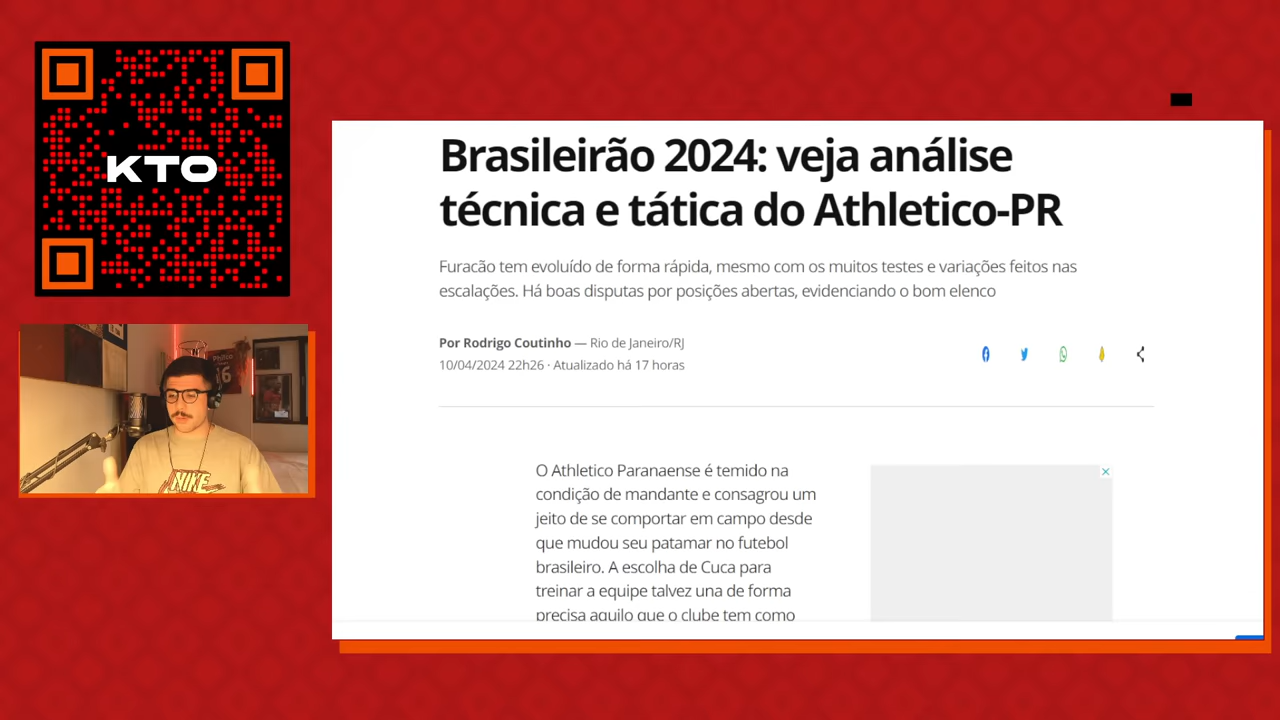 KTO
Brasileirão 2024: veja análise
técnica e tática do Athletico-PR
Furacão tem evoluído de forma rápida, mesmo com os muitos testes e variações feitos nas
escalações. Há boas disputas por posições abertas, evidenciando o bom elenco
Por Rodrigo Coutinho — Rio de Janeiro/RJ
10/04/2024 22h26 · Atualizado há 17 horas
O Athletico Paranaense é temido na
condição de mandante e consagrou um
jeito de se comportar em campo desde
que mudou seu patamar no futebol
brasileiro. A escolha de Cuca para
treinar a equipe talvez una de forma
precisa aquilo que o clube tem como
NIKE